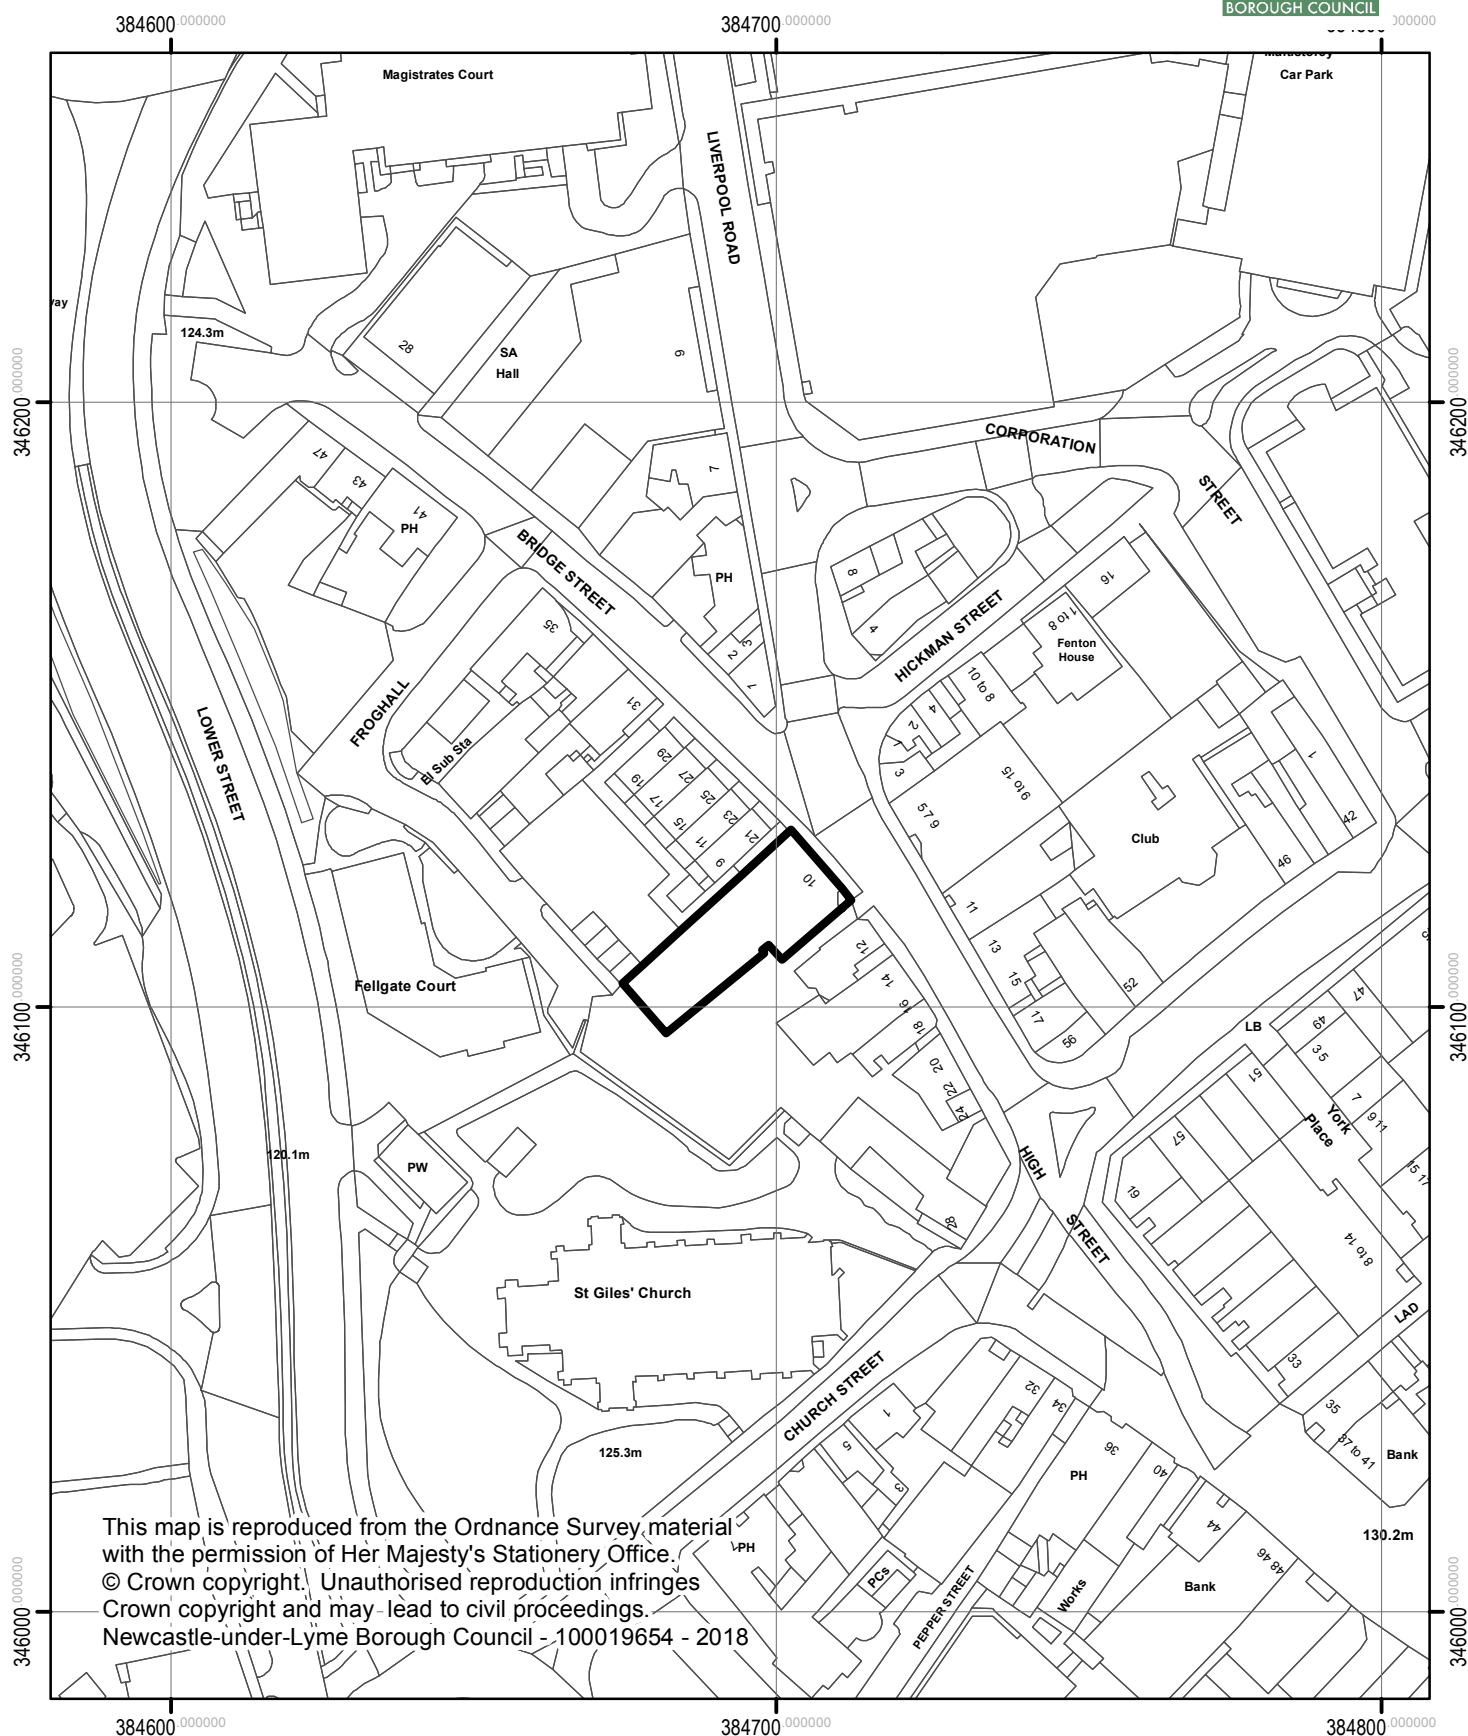 BOROUGH COUNCIL
384600.000000
384700.000000
000000
Magistrates Court
Car Park
LIVERPOOL ROAD
124.3m
28
SA
Hall
9
346200.000000
346200.000000
CORPORATION
STREET
47
43
41
PH
7
BRIDGE STREET
PH
8
4
HICKMAN STREET
16
1 to 8
Fenton
House
35
3
2
31
10 to 8
4
2
3
FROGHALL
El Sub Sta
LOWER STREET
29
27
25
23
21
19
17
15
11
9
9 to 15
5 7 9
1
42
46
Club
10
11
12
13
14
15
16
17
18
52
56
20
22
24
Fellgate Court
346100.000000
346100.000000
LB
47
49
3 5
51
7
9 11
York
Place
57
15 17
19
8 to 14
120.1m
PW
HIGH
STREET
28
St Giles' Church
LAD
33
35
37 to 41
Bank
CHURCH STREET
125.3m
1
5
3
32
34
36
PH
40
44
48 46
Bank
130.2m
PH
PCs
PEPPER STREET
Works
This map is reproduced from the Ordnance Survey material
with the permission of Her Majesty's Stationery Office.
© Crown copyright. Unauthorised reproduction infringes
Crown copyright and may lead to civil proceedings.
Newcastle-under-Lyme Borough Council - 100019654 - 2018
346000.000000
346000.000000
384600.000000
384700.000000
384800.000000